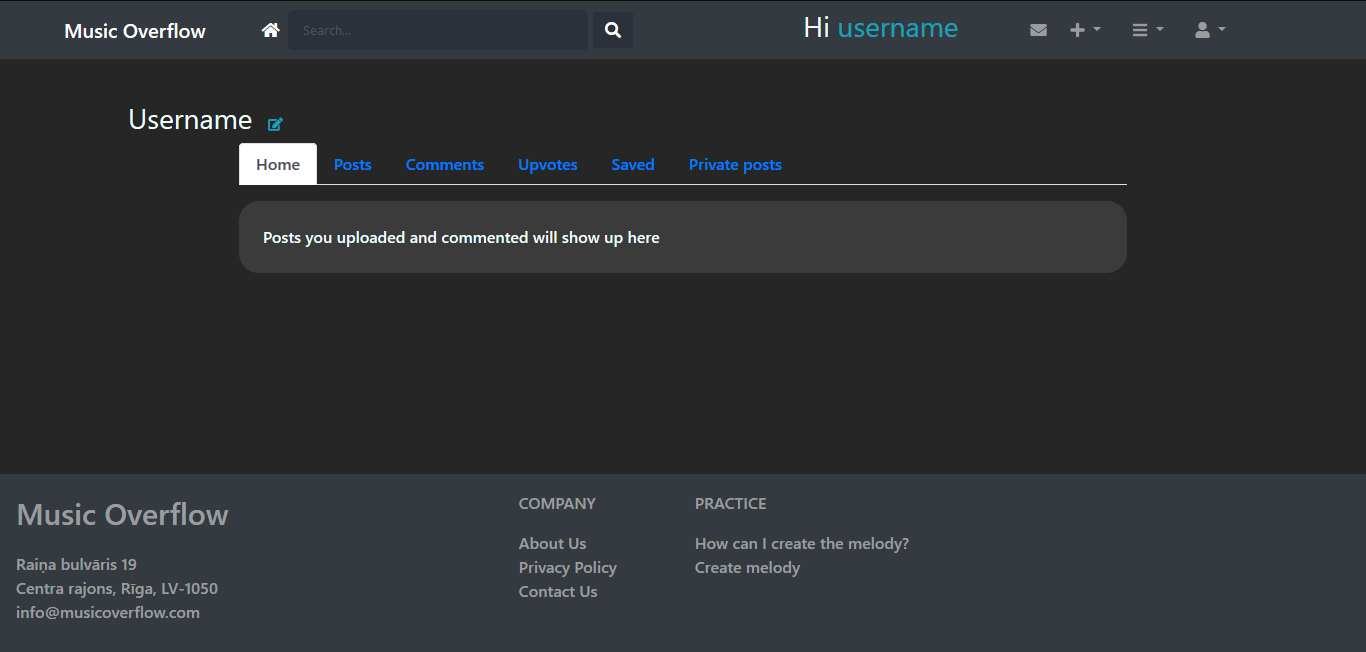 Music Overflow Search... Hi username
Username
Home Posts Comments Upvotes Saved Private posts
Posts you uploaded and commented will show up here
Music Overflow
Raiņa bulvāris 19
Centra rajons, Rīga, LV-1050
info@musicoverflow.com
COMPANY
About Us
Privacy Policy
Contact Us
PRACTICE
How can I create the melody?
Create melody